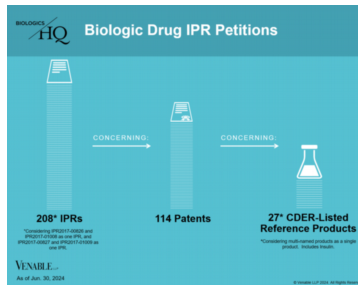 BIOLOGICS
HQ
Biologic Drug IPR Petitions
CONCERNING:
CONCERNING:
208* IPRs
*Considering IPR2017-00826 and
IPR2017-01006 as one IPR, and
IPR2017-00827 and IPR2017-01009 as
one IPR.
114 Patents
27* CDER-Listed
Reference Products
*Considering multi-named products as a single
product. Includes Insulin.
VENABLE LLP
As of Jun. 30, 2024
© Venable LLP 2024. All Rights Reserved.